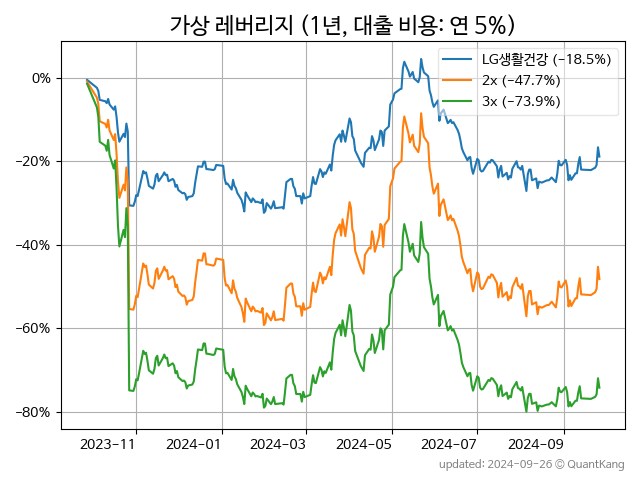 가상 레버리지 (1년, 대출 비용: 연 5%)
LG생활건강 (−18.5%)
2x (−47.7%)
3x (−73.9%)
0%
−20%
−40%
−60%
−80%
2023-11 2024-01 2024-03 2024-05 2024-07 2024-09
updated: 2024-09-26 © QuantKang